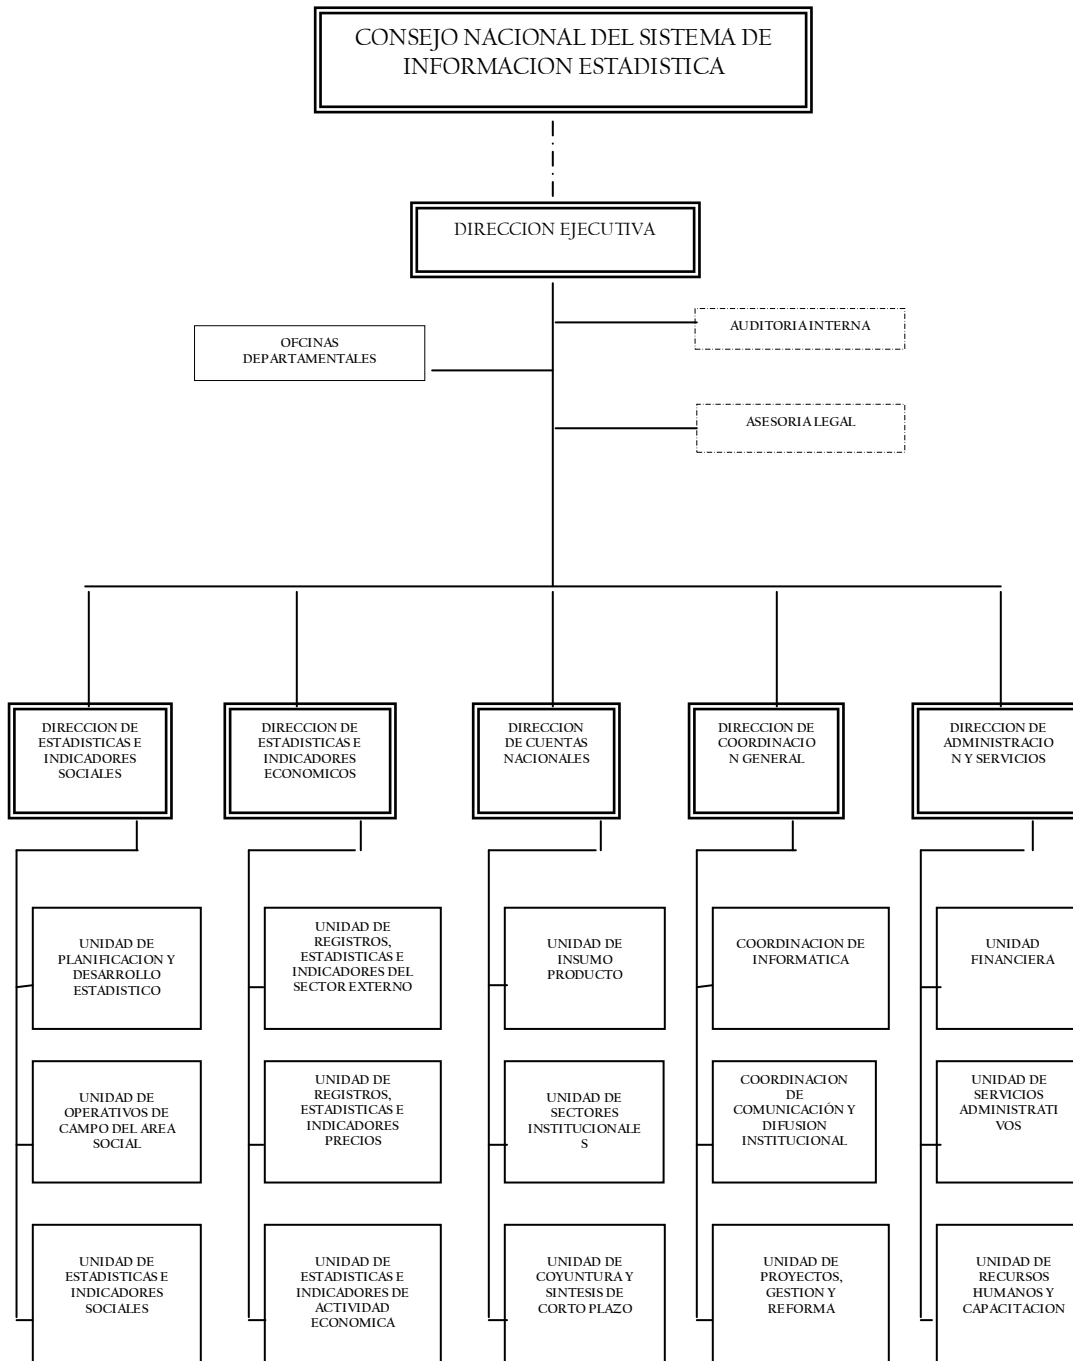 CONSEJO NACIONAL DEL SISTEMA DE
INFORMACION ESTADISTICA
DIRECCION EJECUTIVA
AUDITORIA INTERNA
OFCINAS
DEPARTAMENTALES
ASESORIA LEGAL
DIRECCION DE
ESTADISTICAS E
INDICADORES
SOCIALES
DIRECCION DE
ESTADISTICAS E
INDICADORES
ECONOMICOS
DIRECCION
DE CUENTAS
NACIONALES
DIRECCION DE
COORDINACIO
N GENERAL
DIRECCION DE
ADMINISTRACIO
N Y SERVICIOS
UNIDAD DE
PLANIFICACION Y
DESARROLLO
ESTADISTICO
UNIDAD DE
REGISTROS,
ESTADISTICAS E
INDICADORES DEL
SECTOR EXTERNO
UNIDAD DE
INSUMO
PRODUCTO
COORDINACION DE
INFORMATICA
UNIDAD
FINANCIERA
UNIDAD DE
OPERATIVOS DE
CAMPO DEL AREA
SOCIAL
UNIDAD DE
REGISTROS,
ESTADISTICAS E
INDICADORES
PRECIOS
UNIDAD DE
SECTORES
INSTITUCIONALE
S
COORDINACION
DE
COMUNICACIÓN Y
DIFUSION
INSTITUCIONAL
UNIDAD DE
SERVICIOS
ADMINISTRATI
VOS
UNIDAD DE
ESTADISTICAS E
INDICADORES
SOCIALES
UNIDAD DE
ESTADISTICAS E
INDICADORES DE
ACTIVIDAD
ECONOMICA
UNIDAD DE
COYUNTURA Y
SINTESIS DE
CORTO PLAZO
UNIDAD DE
PROYECTOS,
GESTION Y
REFORMA
UNIDAD DE
RECURSOS
HUMANOS Y
CAPACITACION